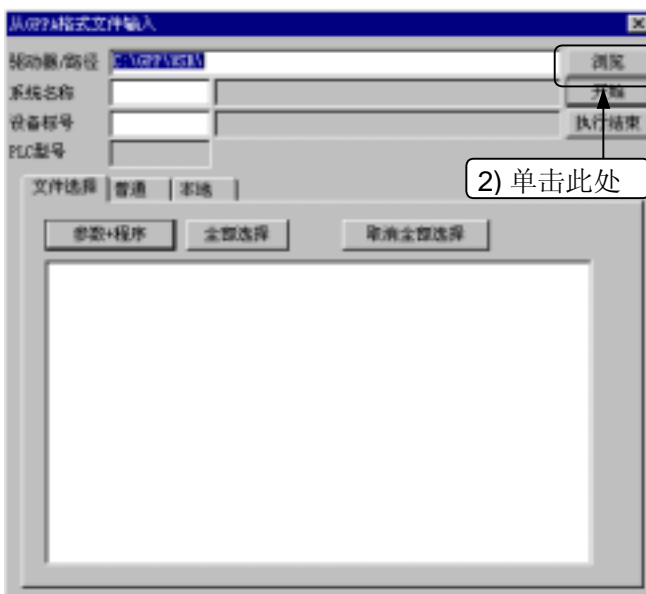 从GPPA格式文件输入
驱动器/路径 C:\GPP\USR\ 浏览
系统名称 开始
设备标号 执行结束
PLC型号
2) 单击此处
文件选择 普通 本地
参数+程序 全部选择 取消全部选择